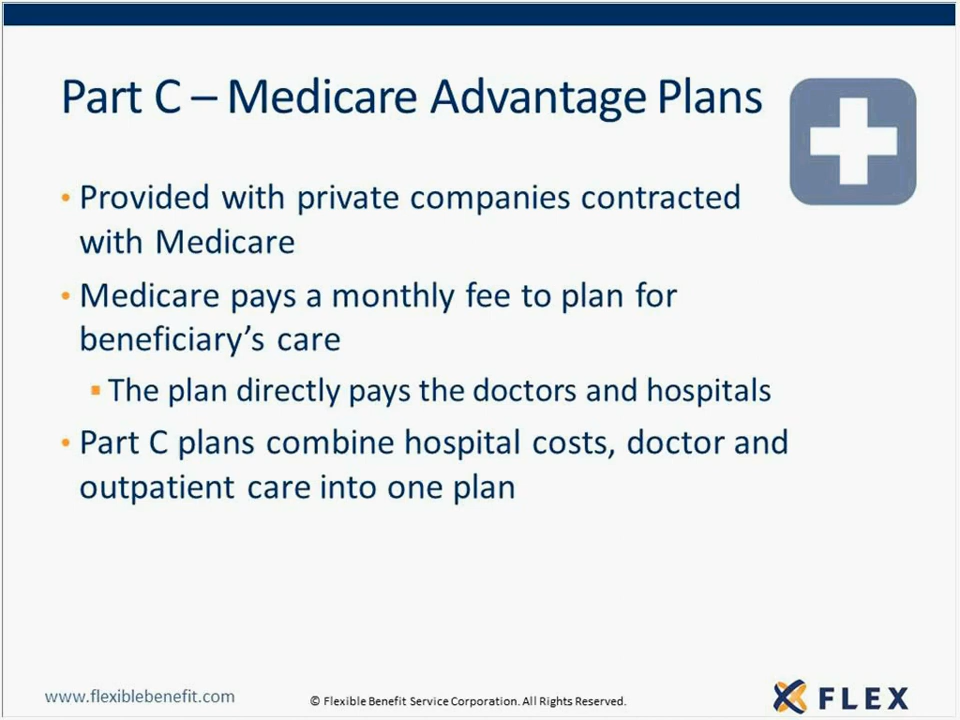 Part C – Medicare Advantage Plans
• Provided with private companies contracted
with Medicare
• Medicare pays a monthly fee to plan for
beneficiary’s care
▪ The plan directly pays the doctors and hospitals
• Part C plans combine hospital costs, doctor and
outpatient care into one plan
www.flexiblebenefit.com
© Flexible Benefit Service Corporation. All Rights Reserved.
FLEX